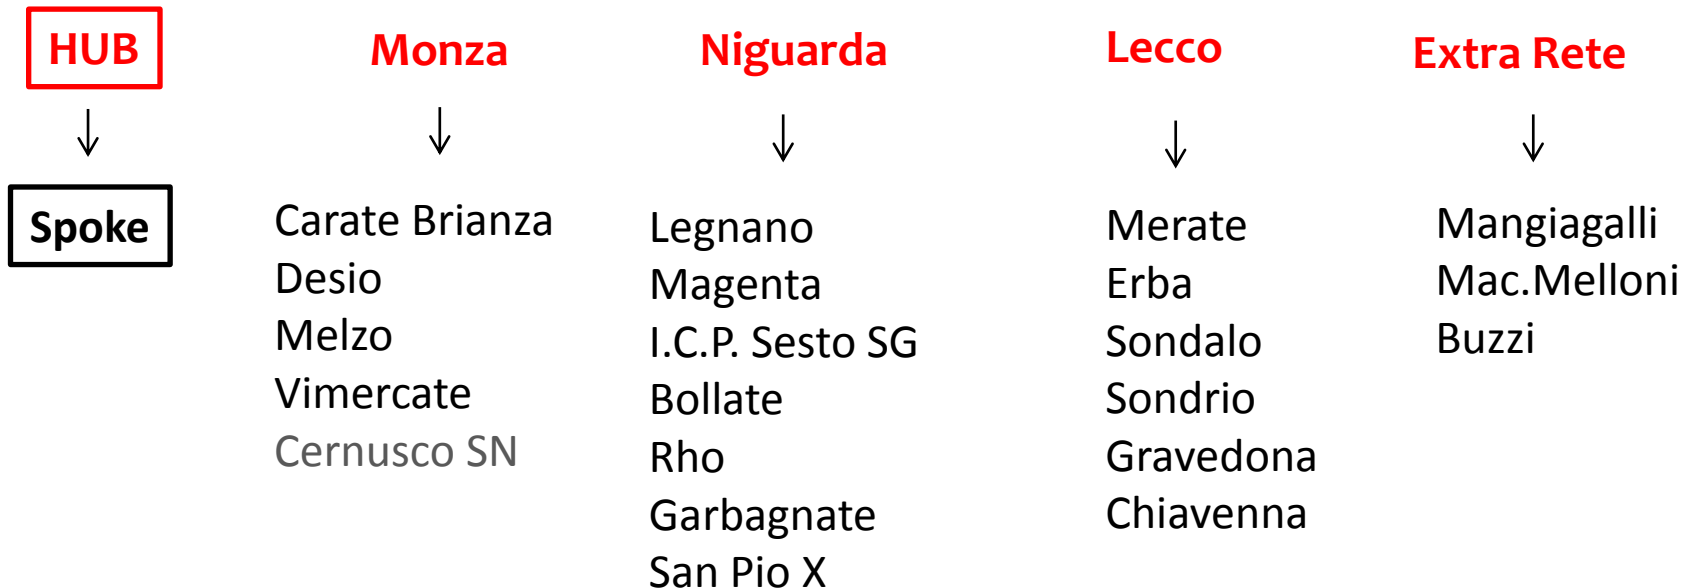 HUB
Monza
Niguarda
Lecco
Extra Rete
Spoke
Carate Brianza
Desio
Melzo
Vimercate
Cernusco SN
Legnano
Magenta
I.C.P. Sesto SG
Bollate
Rho
Garbagnate
San Pio X
Merate
Erba
Sondalo
Sondrio
Gravedona
Chiavenna
Mangiagalli
Mac.Melloni
Buzzi